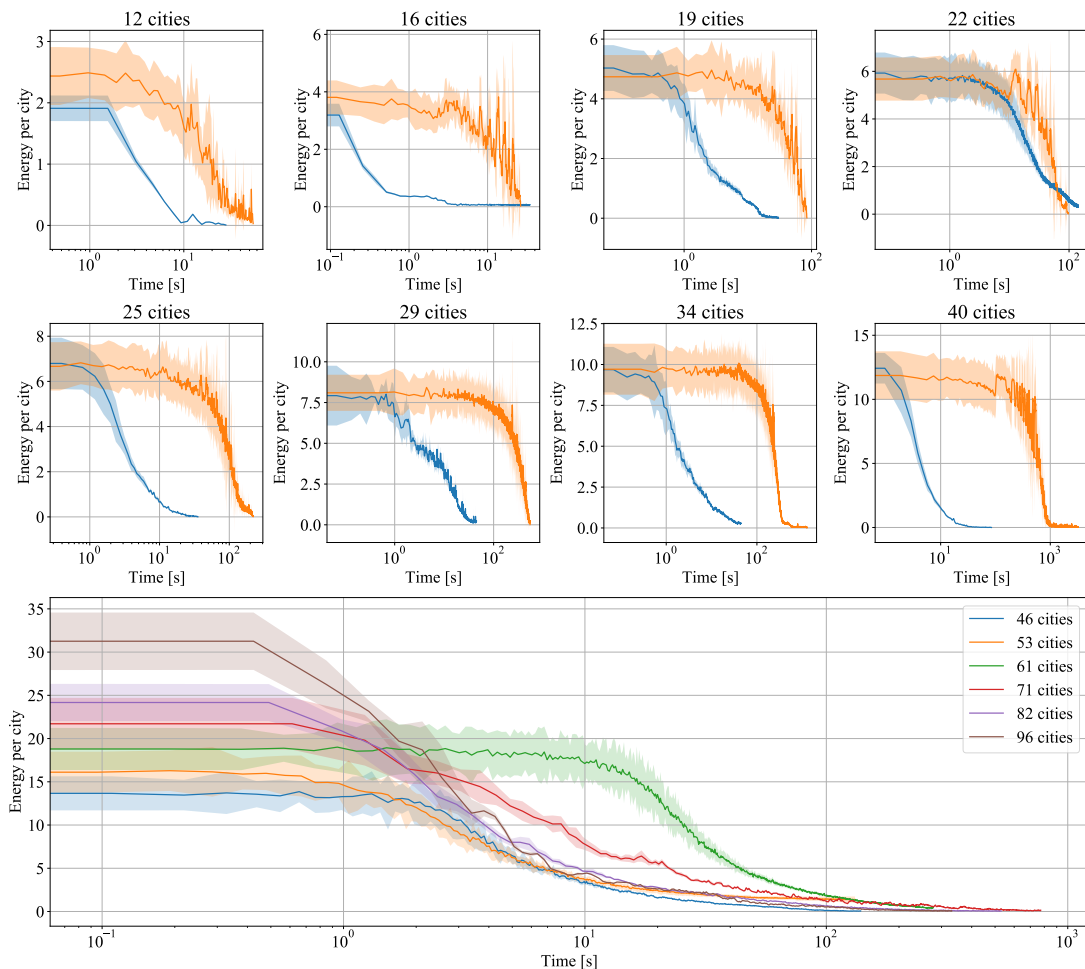 12 cities
16 cities
19 cities
22 cities
Energy per city
3
2
1
0
10⁰
10¹
Time [s]
Energy per city
6
4
2
0
10⁻¹
10⁰
10¹
Time [s]
Energy per city
6
4
2
0
10⁰
10²
Time [s]
Energy per city
6
4
2
0
10⁰
10²
Time [s]
25 cities
29 cities
34 cities
40 cities
Energy per city
8
6
4
2
0
10⁰
10¹
10²
Time [s]
Energy per city
10.0
7.5
5.0
2.5
0.0
10⁰
10²
Time [s]
Energy per city
12.5
10.0
7.5
5.0
2.5
0.0
10⁰
10²
Time [s]
Energy per city
15
10
5
0
10¹
10³
Time [s]
Energy per city
35
30
25
20
15
10
5
0
46 cities
53 cities
61 cities
71 cities
82 cities
96 cities
10⁻¹
10⁰
10¹
10²
10³
Time [s]